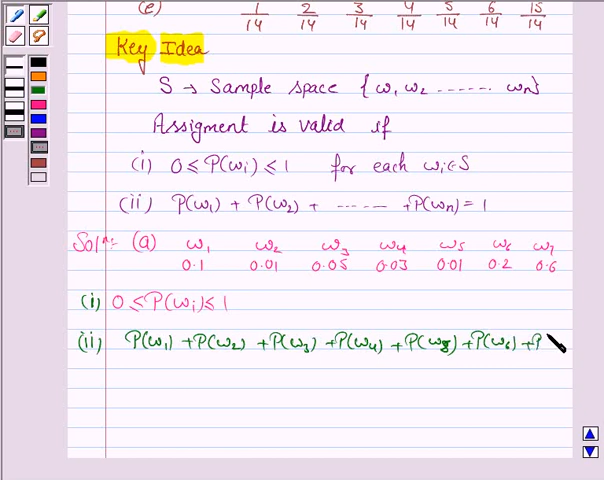 (e) 1/14 2/14 3/14 4/14 5/14 6/14 15/14
Key Idea
S → Sample space {ω₁ ω₂ ------- ωn}
Assigment is valid if
(i) 0 ≤ P(ωi) ≤ 1 for each ωi ∈ S
(ii) P(ω₁) + P(ω₂) + ------ + P(ωn) = 1
Solⁿ:- (a) ω₁ ω₂ ω₃ ω₄ ω₅ ω₆ ω₇
0.1 0.01 0.05 0.03 0.01 0.2 0.6
(i) 0 ≤ P(ωi) ≤ 1
(ii) P(ω₁) + P(ω₂) + P(ω₃) + P(ω₄) + P(ω₅) + P(ω₆) + P